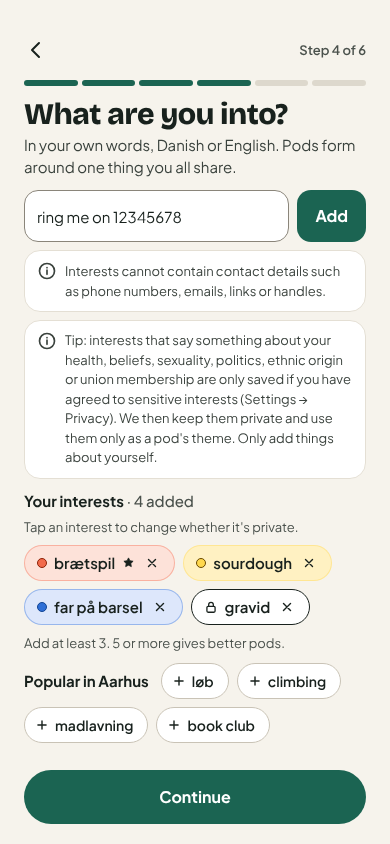 Step 4 of 6
What are you into?
In your own words, Danish or English. Pods form
around one thing you all share.
ring me on 12345678
Add
Interests cannot contain contact details such
as phone numbers, emails, links or handles.
Tip: interests that say something about your
health, beliefs, sexuality, politics, ethnic origin
or union membership are only saved if you have
agreed to sensitive interests (Settings →
Privacy). We then keep them private and use
them only as a pod's theme. Only add things
about yourself.
Your interests · 4 added
Tap an interest to change whether it's private.
brætspil ★ ×
sourdough ×
far på barsel ×
gravid ×
Add at least 3. 5 or more gives better pods.
Popular in Aarhus
+ løb
+ climbing
+ madlavning
+ book club
Continue